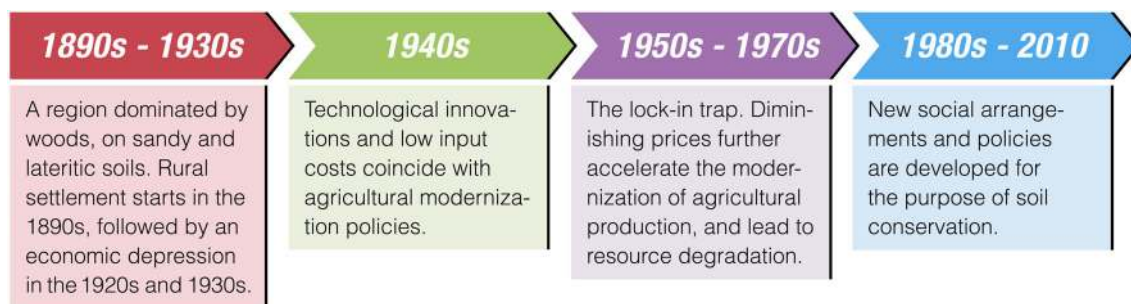 1890s - 1930s
A region dominated by
woods, on sandy and
lateritic soils. Rural
settlement starts in the
1890s, followed by an
economic depression
in the 1920s and 1930s.
1940s
Technological innova-
tions and low input
costs coincide with
agricultural moderniza-
tion policies.
1950s - 1970s
The lock-in trap. Dimin-
ishing prices further
accelerate the moder-
nization of agricultural
production, and lead to
resource degradation.
1980s - 2010
New social arrange-
ments and policies
are developed for
the purpose of soil
conservation.